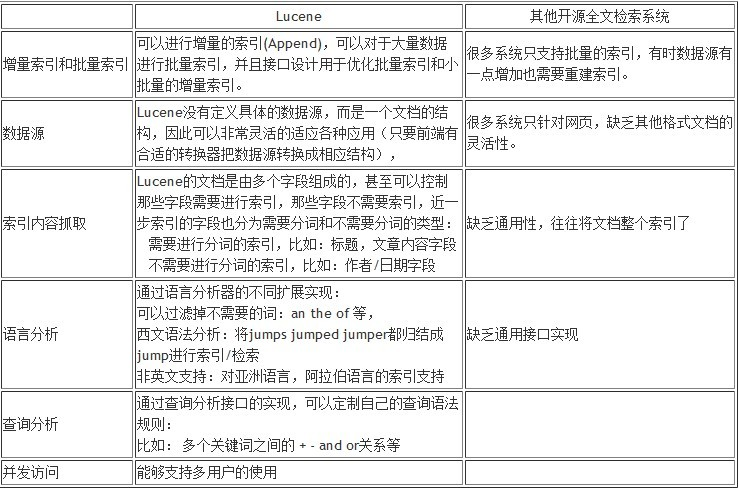 Lucene
其他开源全文检索系统
增量索引和批量索引
可以进行增量的索引(Append)，可以对于大量数据
进行批量索引，并且接口设计用于优化批量索引和小
批量的增量索引。
很多系统只支持批量的索引，有时数据源有
一点增加也需要重建索引。
数据源
Lucene没有定义具体的数据源，而是一个文档的结
构，因此可以非常灵活的适应各种应用（只要前端有
合适的转换器把数据源转换成相应结构），
很多系统只针对网页，缺乏其他格式文档的
灵活性。
索引内容抓取
Lucene的文档是由多个字段组成的，甚至可以控制
那些字段需要进行索引，那些字段不需要索引，近一
步索引的字段也分为需要分词和不需要分词的类型：
需要进行分词的索引，比如：标题，文章内容字段
不需要进行分词的索引，比如：作者/日期字段
缺乏通用性，往往将文档整个索引了
语言分析
通过语言分析器的不同扩展实现：
可以过滤掉不需要的词：an the of 等，
西文语法分析：将jumps jumped jumper都归结成
jump进行索引/检索
非英文支持：对亚洲语言，阿拉伯语言的索引支持
缺乏通用接口实现
查询分析
通过查询分析接口的实现，可以定制自己的查询语法
规则：
比如： 多个关键词之间的 + - and or关系等
并发访问
能够支持多用户的使用